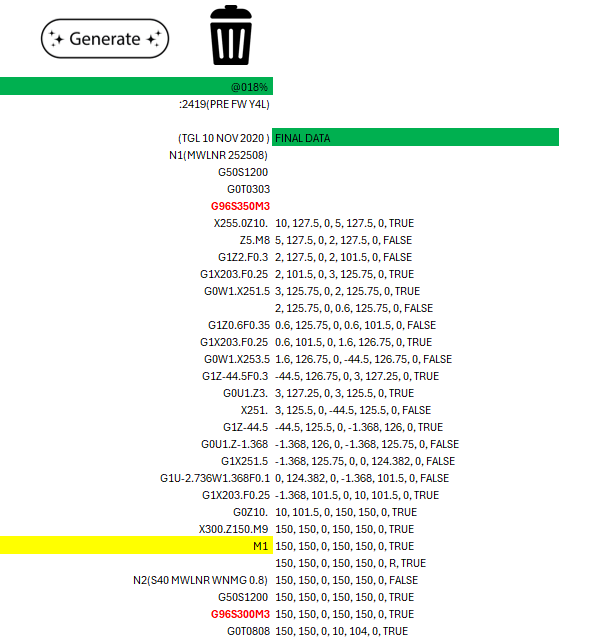 Generate
@018%
:2419(PRE FW Y4L)
(TGL 10 NOV 2020 ) FINAL DATA
N1(MWLNR 252508)
G50S1200
G0T0303
G96S350M3
X255.0Z10. 10, 127.5, 0, 5, 127.5, 0, TRUE
Z5.M8 5, 127.5, 0, 2, 127.5, 0, FALSE
G1Z2.F0.3 2, 127.5, 0, 2, 101.5, 0, FALSE
G1X203.F0.25 2, 101.5, 0, 3, 125.75, 0, TRUE
G0W1.X251.5 3, 125.75, 0, 2, 125.75, 0, TRUE
2, 125.75, 0, 0.6, 125.75, 0, FALSE
G1Z0.6F0.35 0.6, 125.75, 0, 0.6, 101.5, 0, FALSE
G1X203.F0.25 0.6, 101.5, 0, 1.6, 126.75, 0, TRUE
G0W1.X253.5 1.6, 126.75, 0, -44.5, 126.75, 0, FALSE
G1Z-44.5F0.3 -44.5, 126.75, 0, 3, 127.25, 0, TRUE
G0U1.Z3. 3, 127.25, 0, 3, 125.5, 0, TRUE
X251. 3, 125.5, 0, -44.5, 125.5, 0, FALSE
G1Z-44.5 -44.5, 125.5, 0, -1.368, 126, 0, TRUE
G0U1.Z-1.368 -1.368, 126, 0, -1.368, 125.75, 0, FALSE
G1X251.5 -1.368, 125.75, 0, 0, 124.382, 0, FALSE
G1U-2.736W1.368F0.1 0, 124.382, 0, -1.368, 101.5, 0, FALSE
G1X203.F0.25 -1.368, 101.5, 0, 10, 101.5, 0, TRUE
G0Z10. 10, 101.5, 0, 150, 150, 0, TRUE
X300.Z150.M9 150, 150, 0, 150, 150, 0, TRUE
M1 150, 150, 0, 150, 150, 0, TRUE
150, 150, 0, 150, 150, 0, R, TRUE
N2(S40 MWLNR WNMG 0.8) 150, 150, 0, 150, 150, 0, FALSE
G50S1200 150, 150, 0, 150, 150, 0, TRUE
G96S300M3 150, 150, 0, 150, 150, 0, TRUE
G0T0808 150, 150, 0, 10, 104, 0, TRUE